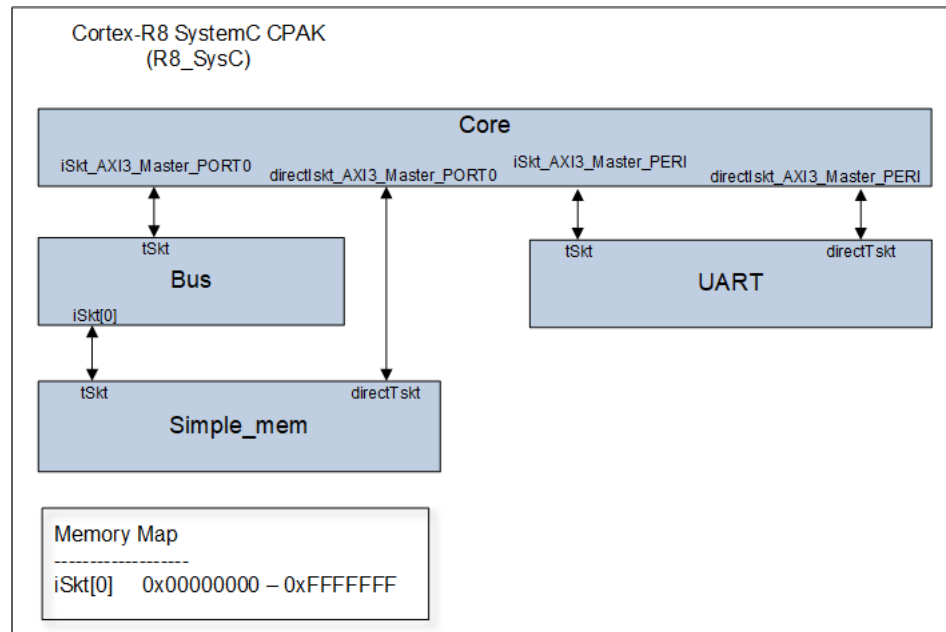 Cortex-R8 SystemC CPAK
(R8_SysC)
Core
iSkt_AXI3_Master_PORT0
directIskt_AXI3_Master_PORT0
iSkt_AXI3_Master_PERI
directIskt_AXI3_Master_PERI
tSkt
Bus
iSkt[0]
tSkt
directTskt
UART
tSkt
directTskt
Simple_mem
Memory Map
-------------------
iSkt[0] 0x00000000 – 0xFFFFFFF